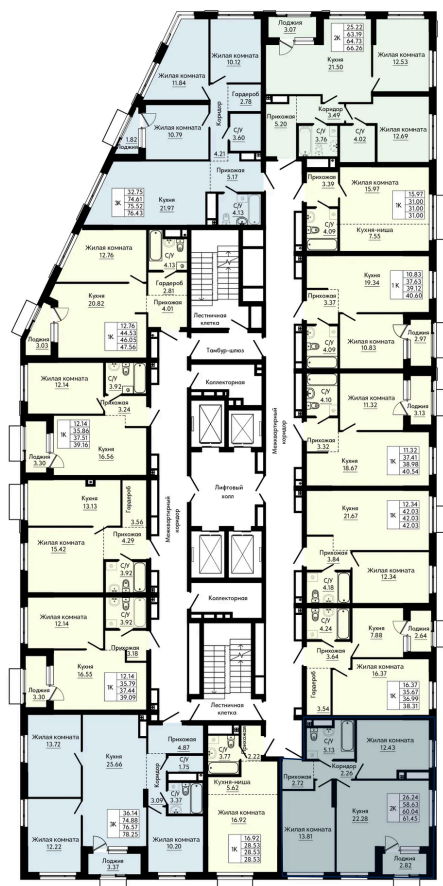 Лоджия
3.07
2К
25.22
63.19
64.73
66.26
Жилая комната
10.12
Жилая комната
11.84
Кухня
21.50
Жилая комната
12.53
Гардероб
2.78
Коридор
Жилая комната
10.79
1.82
Лоджия
С/У
3.60
4.21
Прихожая
5.20
Коридор
3.49
С/У
3.76
С/У
4.02
Жилая комната
12.69
3К
32.75
74.61
75.52
76.43
Кухня
21.97
Прихожая
5.17
С/У
4.13
Прихожая
3.39
Жилая комната
15.97
1К
15.97
31.00
31.00
31.00
С/У
4.09
Кухня-ниша
7.55
Жилая комната
12.76
С/У
4.13
Гардероб
2.81
Прихожая
4.01
Кухня
20.82
1К
12.76
44.53
46.05
47.56
Лоджия
3.03
Лестничная
клетка
Кухня
19.34
1К
10.83
37.63
39.12
40.60
Прихожая
3.37
С/У
4.09
Жилая комната
10.83
Лоджия
2.97
Тамбур-шлюз
Коллекторная
Жилая комната
12.14
С/У
3.92
Прихожая
3.24
1К
12.14
35.86
37.51
39.16
Кухня
16.56
Лоджия
3.30
С/У
4.10
Жилая комната
11.32
Лоджия
3.13
Прихожая
3.32
Кухня
18.67
1К
11.32
37.41
38.98
40.54
Межквартирный
коридор
Лифтовый
холл
Межквартирный
коридор
Кухня
13.13
Гардероб
3.56
Прихожая
4.29
Жилая комната
15.42
С/У
3.92
Кухня
21.67
1К
12.34
42.03
42.03
42.03
Прихожая
3.84
С/У
4.18
Жилая комната
12.34
Коллекторная
Жилая комната
12.14
С/У
3.92
Прихожая
3.18
Кухня
16.55
1К
12.14
35.79
37.44
39.09
Лоджия
3.30
С/У
4.24
Кухня
7.88
Лоджия
2.64
Прихожая
3.64
Жилая комната
16.37
Гардероб
3.54
1К
16.37
35.67
36.99
38.31
Лестничная
клетка
Жилая комната
13.72
Кухня
25.66
Прихожая
4.87
С/У
1.75
Коридор
3.09
С/У
3.37
3К
36.14
74.88
76.57
78.25
Жилая комната
12.22
Лоджия
3.37
Жилая комната
10.20
С/У
3.77
Прихожая
2.22
Кухня-ниша
5.62
Жилая комната
16.92
1К
16.92
28.53
28.53
28.53
С/У
5.13
Жилая комната
12.43
Прихожая
2.72
Коридор
2.26
Кухня
22.28
2К
26.24
58.63
60.04
61.45
Жилая комната
13.81
Лоджия
2.82